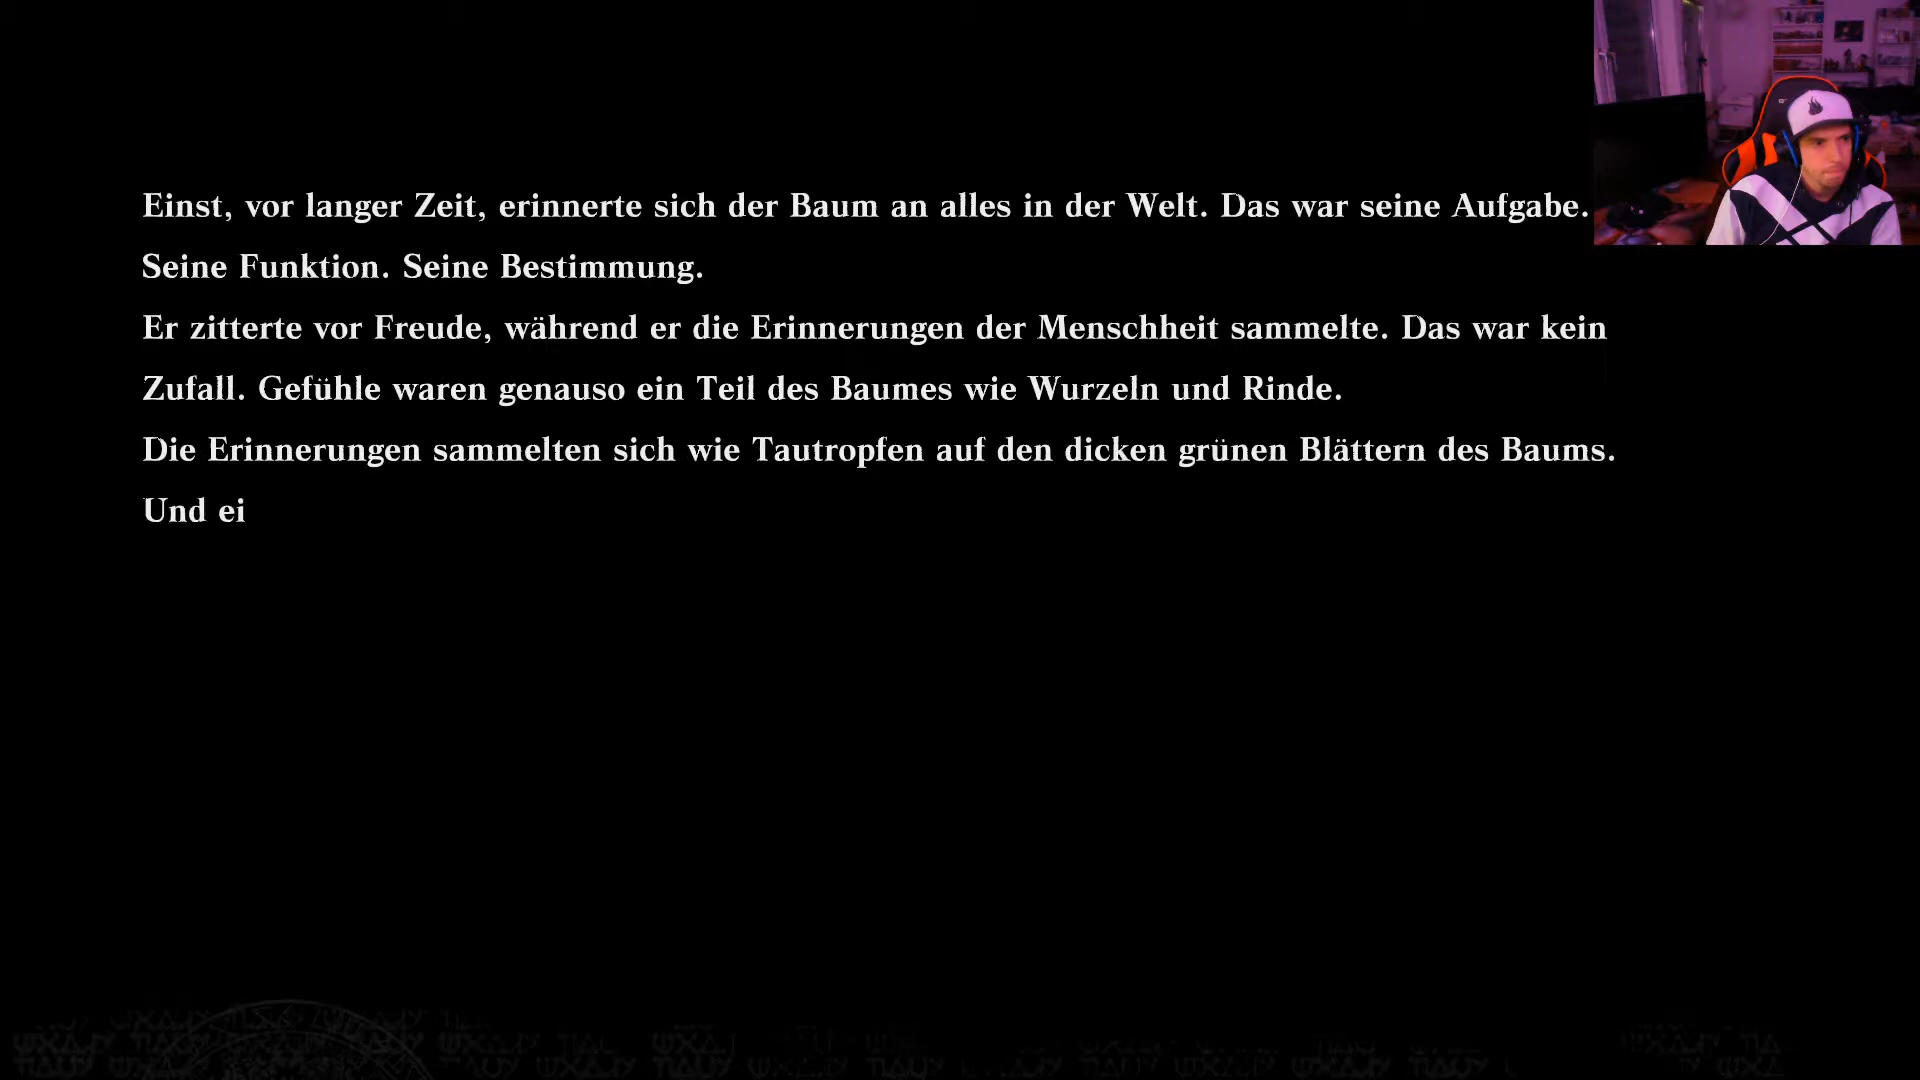 Einst, vor langer Zeit, erinnerte sich der Baum an alles in der Welt. Das war seine Aufgabe.
Seine Funktion. Seine Bestimmung.
Er zitterte vor Freude, während er die Erinnerungen der Menschheit sammelte. Das war kein
Zufall. Gefühle waren genauso ein Teil des Baumes wie Wurzeln und Rinde.
Die Erinnerungen sammelten sich wie Tautropfen auf den dicken grünen Blättern des Baums.
Und ei